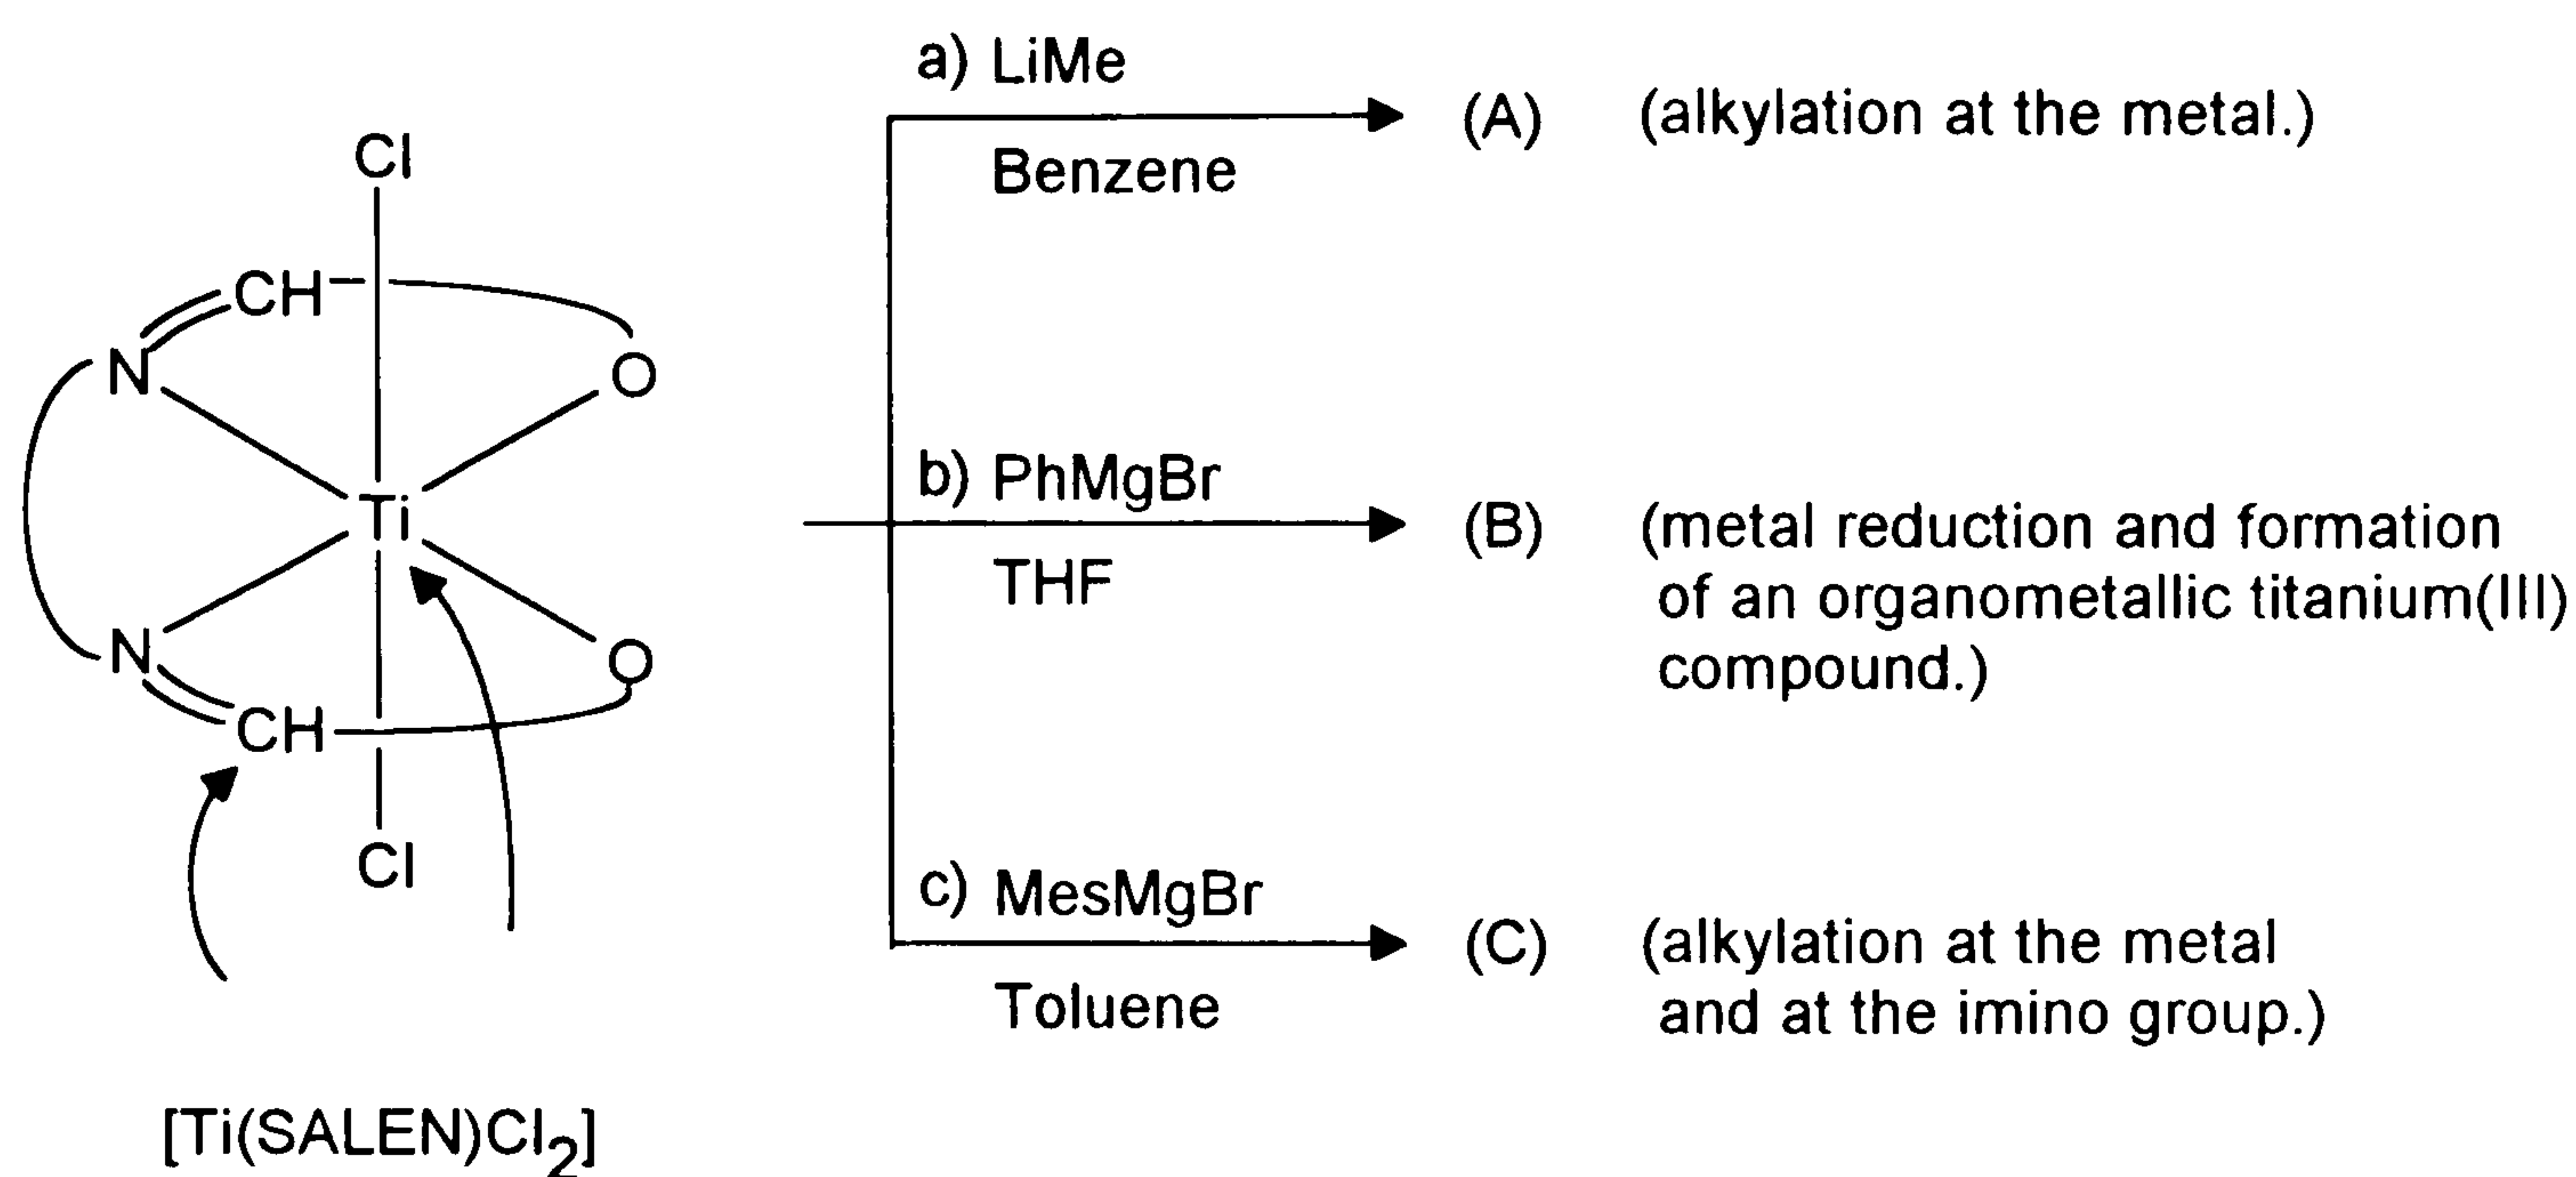 Cl
CH
N
O
Ti
N
O
CH
Cl
[Ti(SALEN)Cl2]
a) LiMe
Benzene
(A) (alkylation at the metal.)
b) PhMgBr
THF
(B) (metal reduction and formation
of an organometallic titanium(III)
compound.)
c) MesMgBr
Toluene
(C) (alkylation at the metal
and at the imino group.)